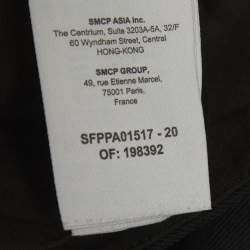 SMCP ASIA Inc.
The Centrium, Suite 3203A-5A, 32/F
60 Wyndham Street, Central
HONG-KONG
SMCP GROUP,
49, rue Etienne Marcel,
75001 Paris,
France
SFPPA01517 - 20
OF: 198392